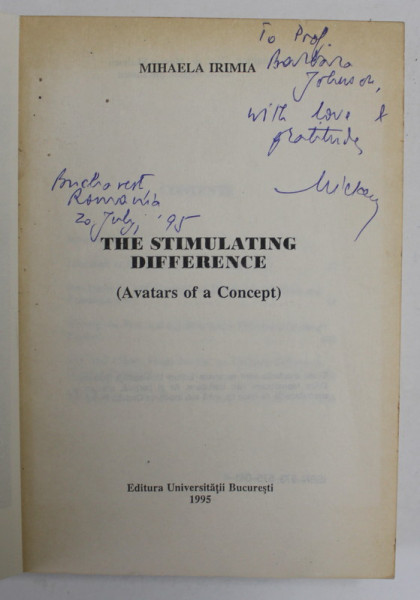 MIHAELA IRIMIA
To Prof.
Barbara
Johnson,
with love &
gratitude,
Bucharest,
Romania
20 July, '95
THE STIMULATING
DIFFERENCE
(Avatars of a Concept)
Editura Universităţii Bucureşti
1995